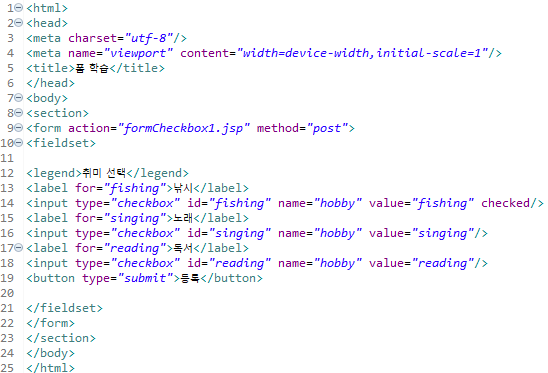 1 <html>
2 <head>
3 <meta charset="utf-8"/>
4 <meta name="viewport" content="width=device-width,initial-scale=1"/>
5 <title>폼 학습</title>
6 </head>
7 <body>
8 <section>
9 <form action="formCheckbox1.jsp" method="post">
10 <fieldset>
11
12 <legend>취미 선택</legend>
13 <label for="fishing">낚시</label>
14 <input type="checkbox" id="fishing" name="hobby" value="fishing" checked/>
15 <label for="singing">노래</label>
16 <input type="checkbox" id="singing" name="hobby" value="singing"/>
17 <label for="reading">독서</label>
18 <input type="checkbox" id="reading" name="hobby" value="reading"/>
19 <button type="submit">등록</button>
20
21 </fieldset>
22 </form>
23 </section>
24 </body>
25 </html>